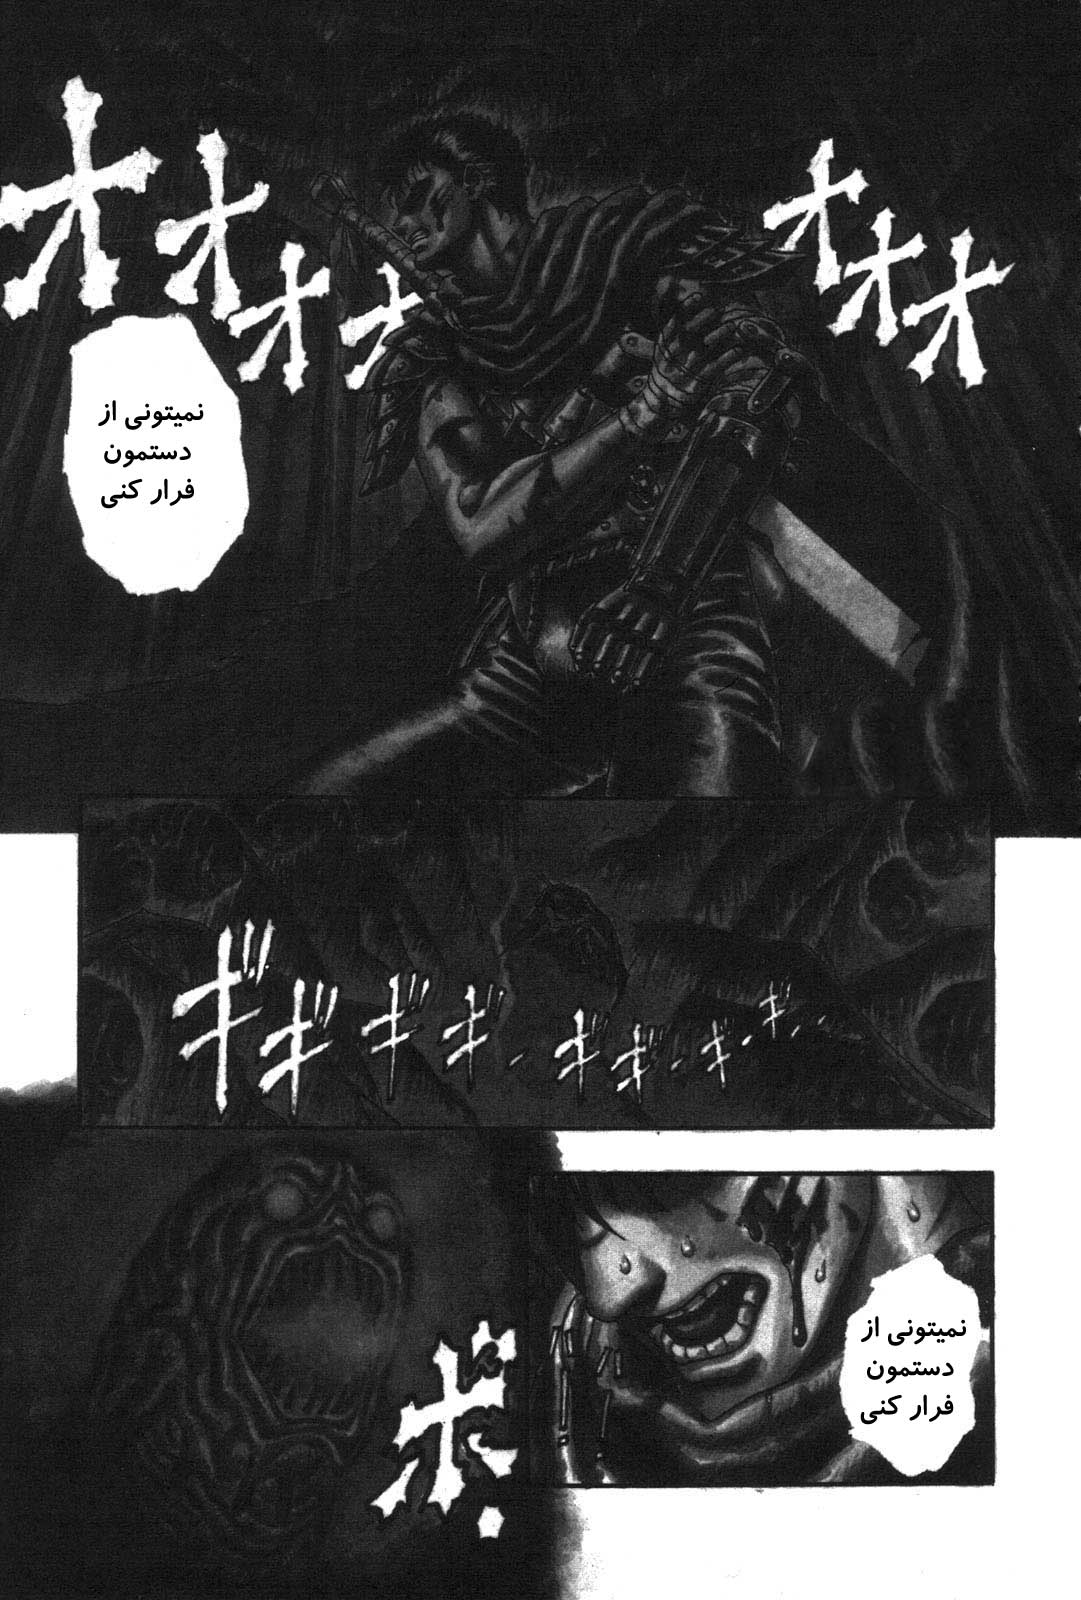 オオオ
オオオオ
نمیتونی از
دستمون
فرار کنی
ギギギギ・ギギ・ギ・ギ・・
نمیتونی از
دستمون
فرار کنی
ボ